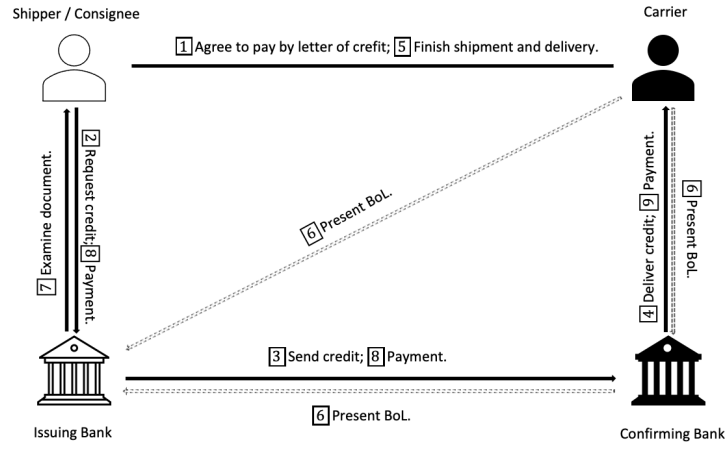 Shipper / Consignee
Carrier
1 Agree to pay by letter of crefit; 5 Finish shipment and delivery.
7 Examine document.
2 Request credit; 8 Payment.
6 Present BoL.
4 Deliver credit; 9 Payment.
6 Present BoL.
3 Send credit; 8 Payment.
6 Present BoL.
Issuing Bank
Confirming Bank